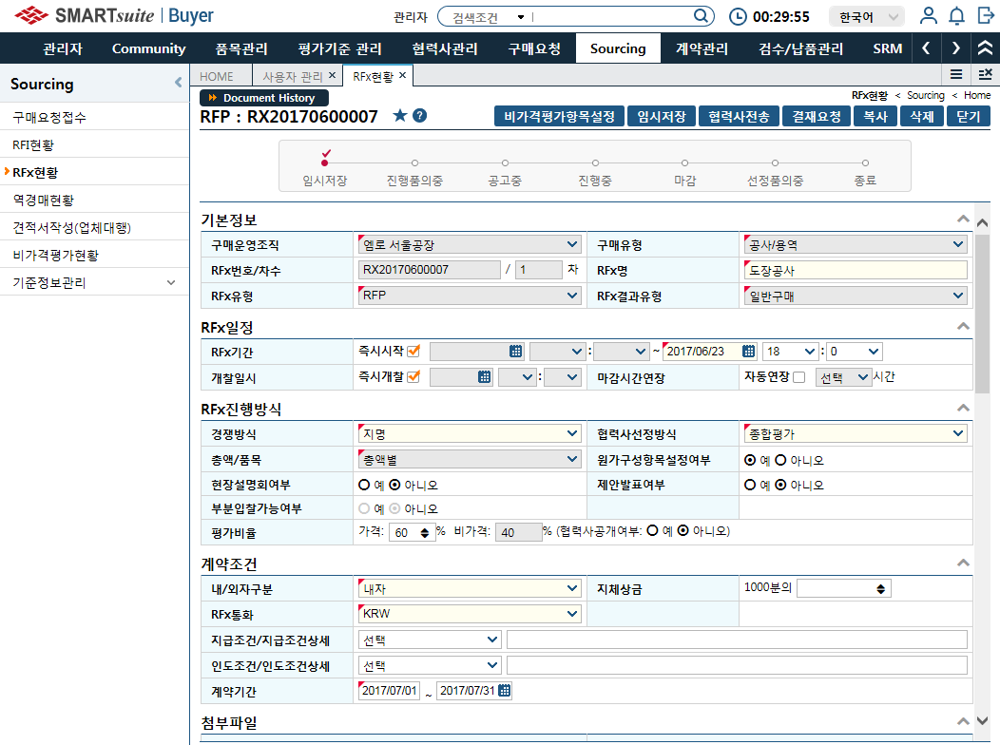 SMARTsuite | Buyer 관리자 검색조건 00:29:55 한국어
관리자 Community 품목관리 평가기준 관리 협력사관리 구매요청 Sourcing 계약관리 검수/납품관리 SRM
Sourcing
구매요청접수
RFI현황
RFx현황
역경매현황
견적서작성(업체대행)
비가격평가현황
기준정보관리
HOME 사용자 관리 × RFx현황 ×
Document History RFx현황 < Sourcing < Home
RFP : RX20170600007 비가격평가항목설정 임시저장 협력사전송 결재요청 복사 삭제 닫기
임시저장 진행품의중 공고중 진행중 마감 선정품의중 종료
기본정보
구매운영조직 엠로 서울공장 구매유형 공사/용역
RFx번호/차수 RX20170600007 / 1 차 RFx명 도장공사
RFx유형 RFP RFx결과유형 일반구매
RFx일정
RFx기간 즉시시작 : ~ 2017/06/23 18 : 0
개찰일시 즉시개찰 : 마감시간연장 자동연장 선택 시간
RFx진행방식
경쟁방식 지명 협력사선정방식 종합평가
총액/품목 총액별 원가구성항목설정여부 예 아니오
현장설명회여부 예 아니오 제안발표여부 예 아니오
부분입찰가능여부 예 아니오
평가비율 가격: 60 % 비가격: 40 % (협력사공개여부: 예 아니오)
계약조건
내/외자구분 내자 지체상금 1000분의
RFx통화 KRW
지급조건/지급조건상세 선택
인도조건/인도조건상세 선택
계약기간 2017/07/01 ~ 2017/07/31
첨부파일